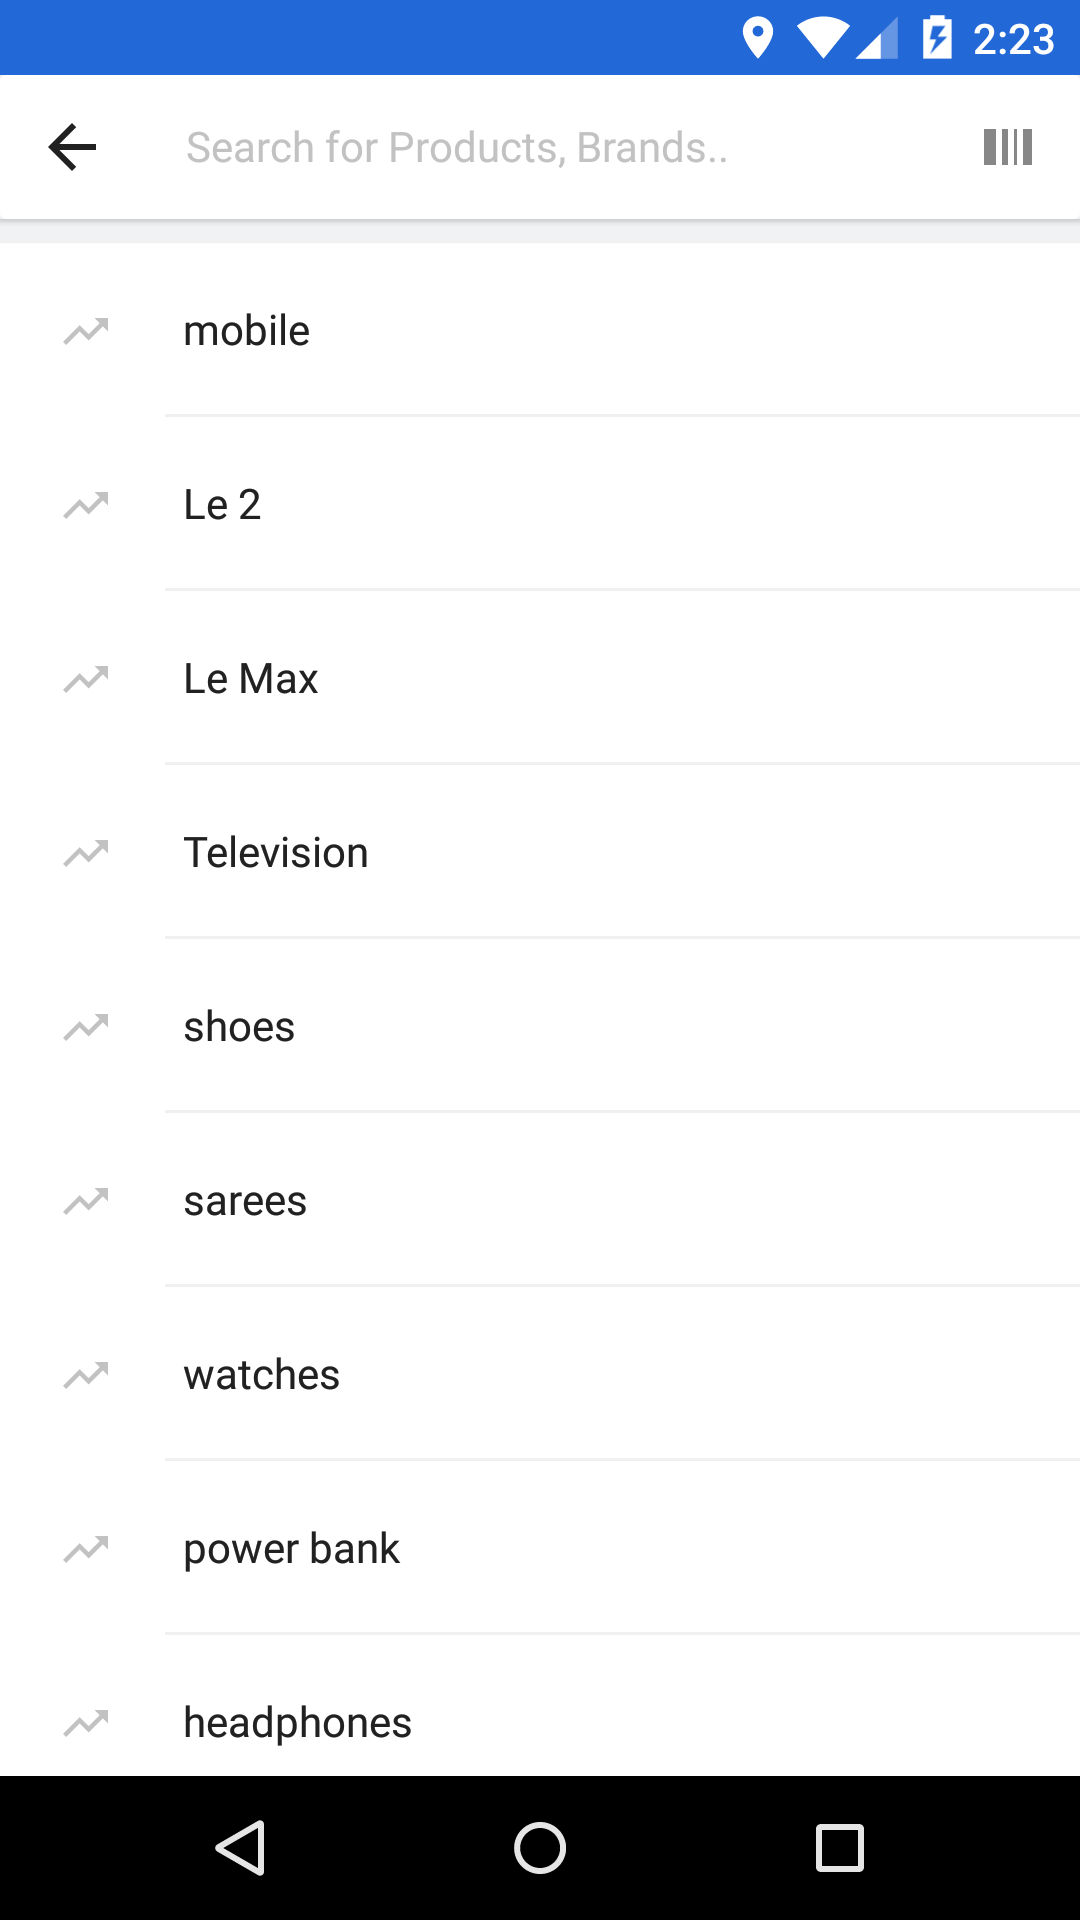 2:23
Search for Products, Brands..
mobile
Le 2
Le Max
Television
shoes
sarees
watches
power bank
headphones